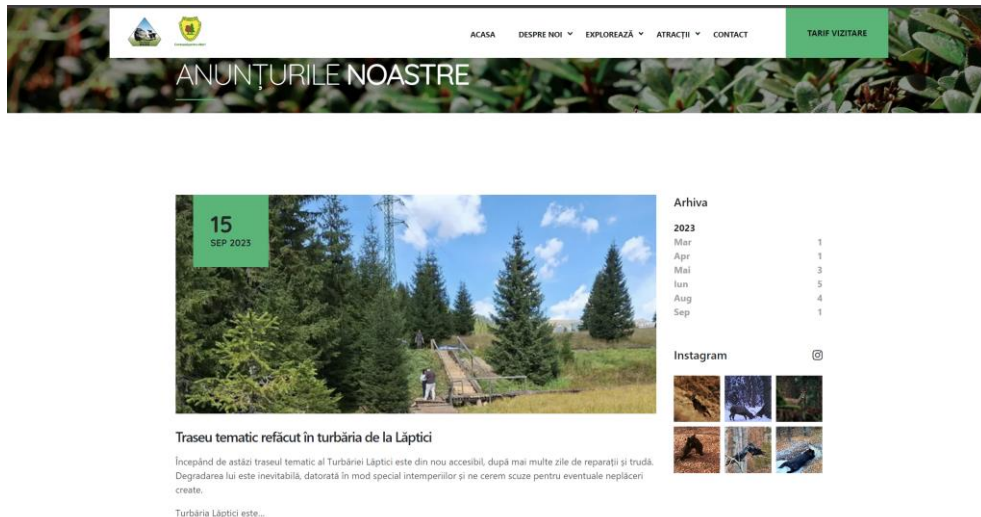 ACASA
DESPRE NOI
EXPLOREAZĂ
ATRACȚII
CONTACT
TARIF VIZITARE
ANUNȚURILE NOASTRE
15
SEP 2023
Traseu tematic refăcut în turbăria de la Lăptici
Începând de astăzi traseul tematic al Turbăriei Lăptici este din nou accesibil, după mai multe zile de reparații și trudă.
Degradarea lui este inevitabilă, datorată în mod special intemperiilor și ne cerem scuze pentru eventuale neplăceri
create.
Turbăria Lăptici este...
Arhiva
2023
Mar 1
Apr 1
Mai 3
Iun 5
Aug 4
Sep 1
Instagram